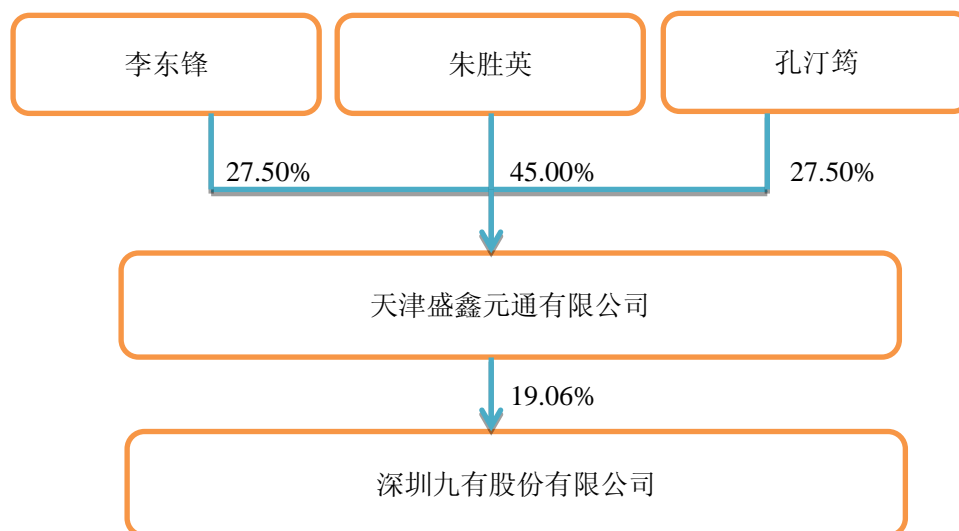 李东锋
朱胜英
孔汀筠
27.50%
45.00%
27.50%
天津盛鑫元通有限公司
19.06%
深圳九有股份有限公司